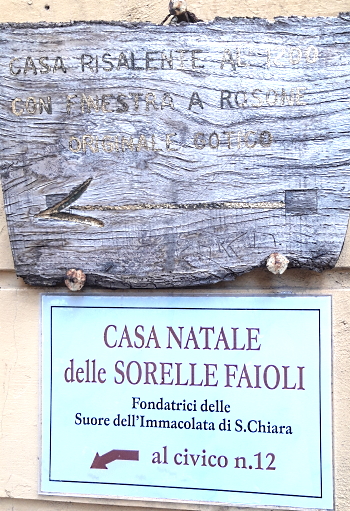 CASA RISALENTE AL
CON FINESTRA A ROSONE
ORIGINALE GOTICO
CASA NATALE
delle SORELLE FAIOLI
Fondatrici delle
Suore dell'Immacolata di S.Chiara
al civico n.12